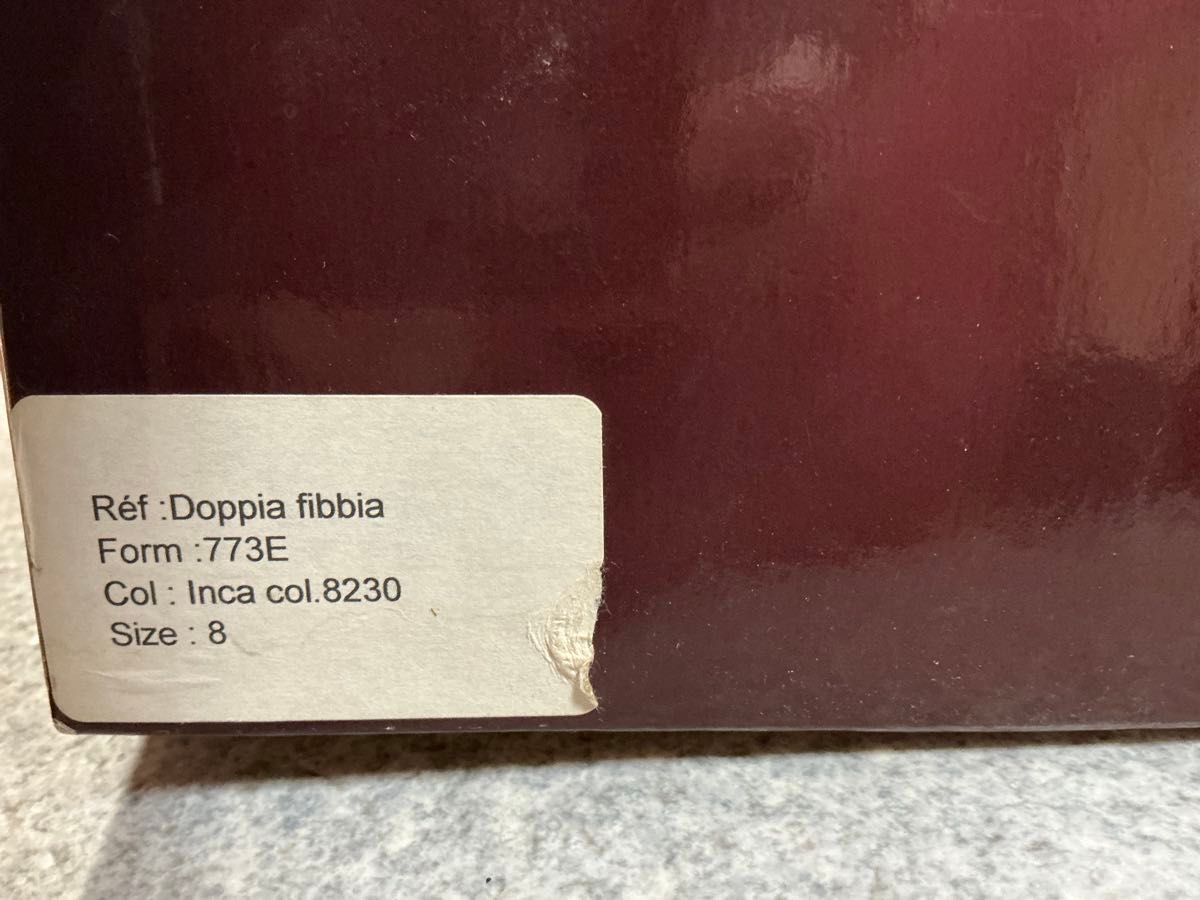 Réf :Doppia fibbia
Form :773E
Col : Inca col.8230
Size : 8